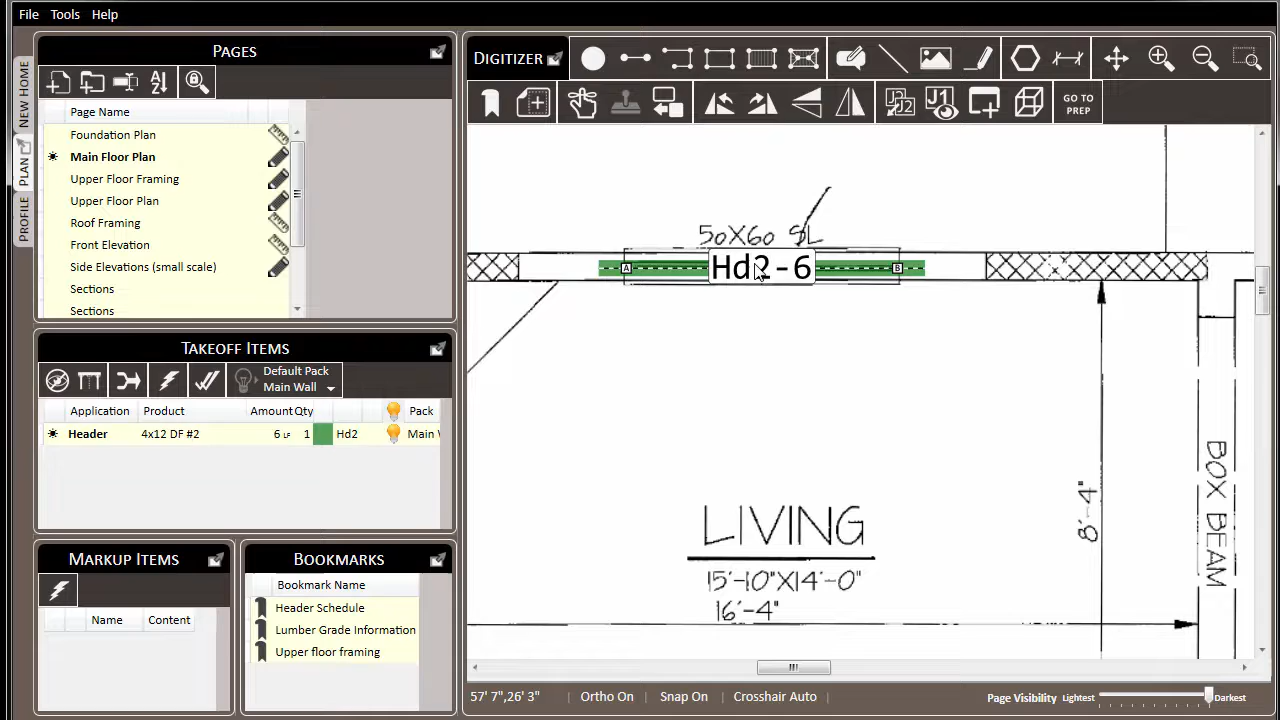 File Tools Help
NEW HOME
PLAN
PROFILE
PAGES
Page Name
Foundation Plan
Main Floor Plan
Upper Floor Framing
Upper Floor Plan
Roof Framing
Front Elevation
Side Elevations (small scale)
Sections
Sections
TAKEOFF ITEMS
Default Pack
Main Wall
Application Product Amount Qty Pack
Header 4x12 DF #2 6 LF 1 Hd2 Main
MARKUP ITEMS
Name Content
BOOKMARKS
Bookmark Name
Header Schedule
Lumber Grade Information
Upper floor framing
DIGITIZER
J1 J2
J1
GO TO
PREP
50X60 SL
A Hd2-6 B
LIVING
15'-10"X14'-0"
16'-4"
8'-4"
BOX BEAM
57' 7",26' 3" Ortho On Snap On Crosshair Auto Page Visibility Lightest Darkest